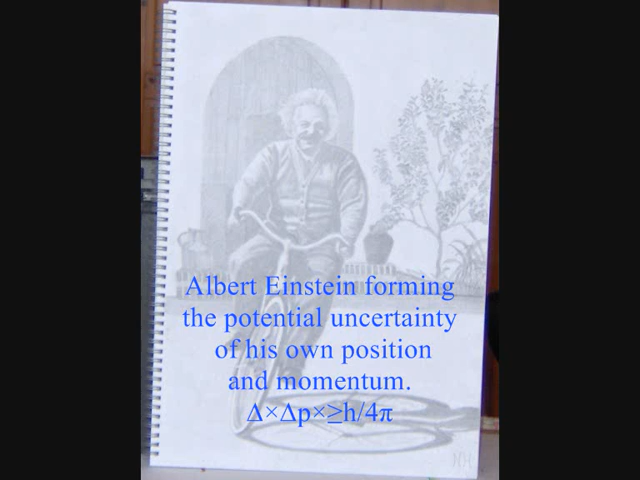 Albert Einstein forming
the potential uncertainty
of his own position
and momentum.
Δ×Δp×≥h/4π